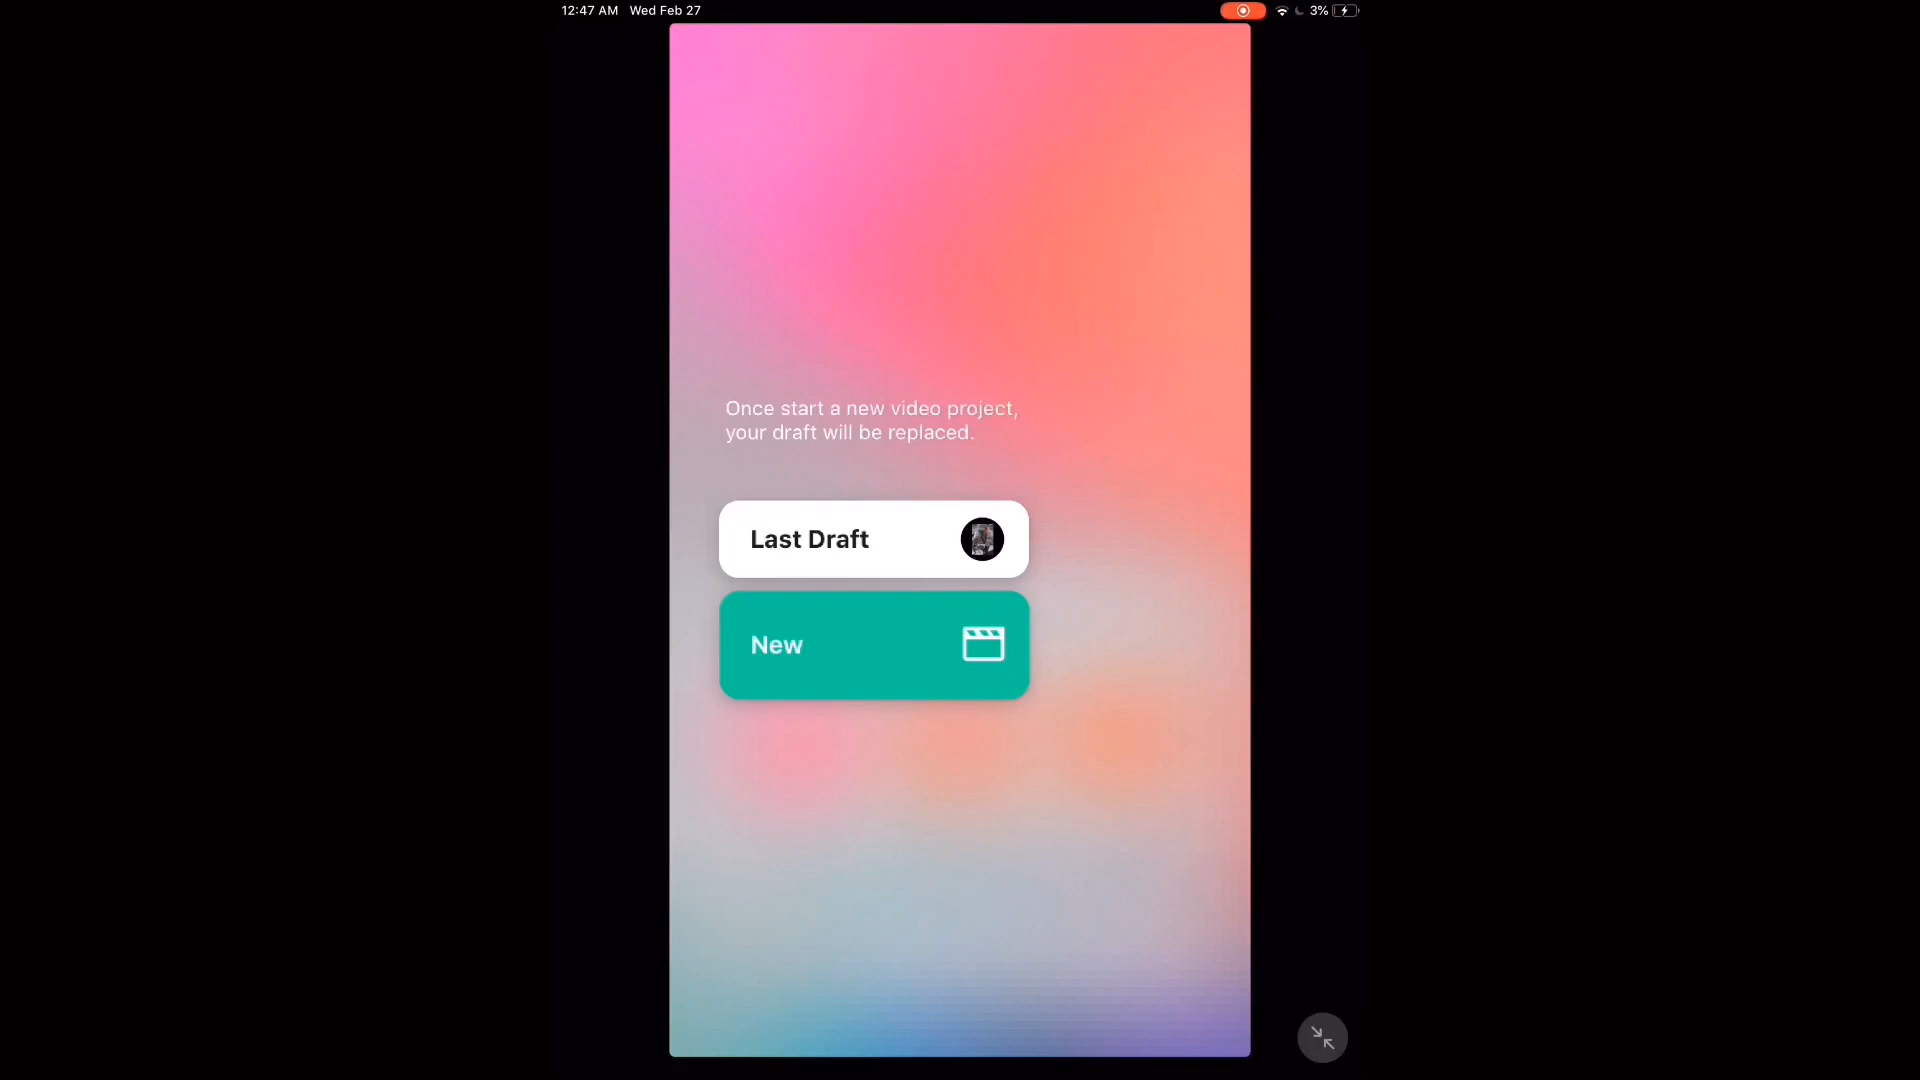 12:47 AM Wed Feb 27
3%
Once start a new video project,
your draft will be replaced.
Last Draft
New